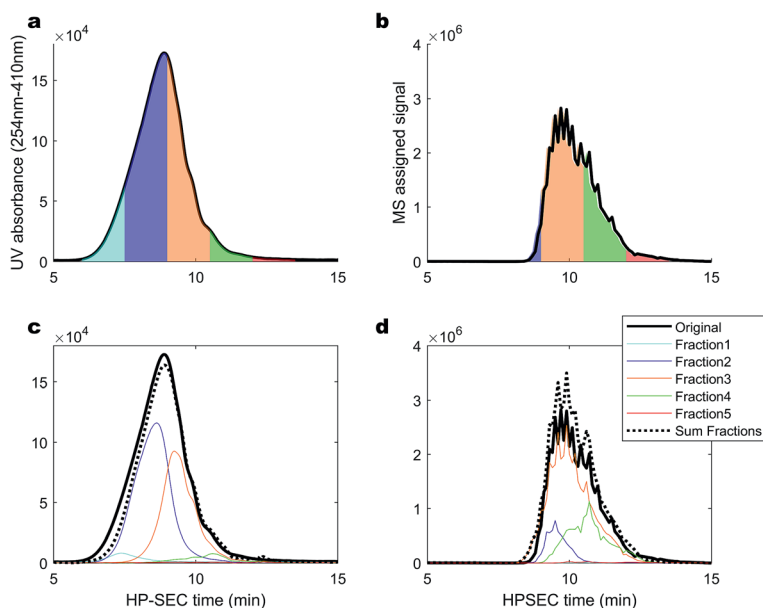 a
×10⁴
UV absorbance (254nm-410nm)
15
10
5
0
5
10
15
b
×10⁶
MS assigned signal
4
3
2
1
0
5
10
15
c
×10⁴
15
10
5
0
5
10
15
HP-SEC time (min)
d
×10⁶
4
3
2
1
0
5
10
15
HPSEC time (min)
Original
Fraction1
Fraction2
Fraction3
Fraction4
Fraction5
Sum Fractions